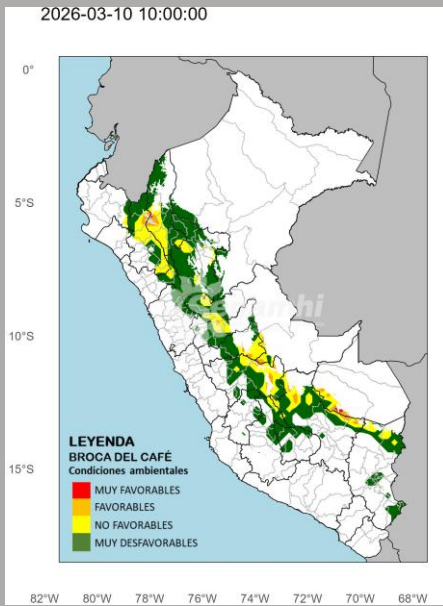 2026-03-10 10:00:00
0°
5°S
10°S
15°S
Senamhi
LEYENDA
BROCA DEL CAFÉ
Condiciones ambientales
MUY FAVORABLES
FAVORABLES
NO FAVORABLES
MUY DESFAVORABLES
82°W 80°W 78°W 76°W 74°W 72°W 70°W 68°W